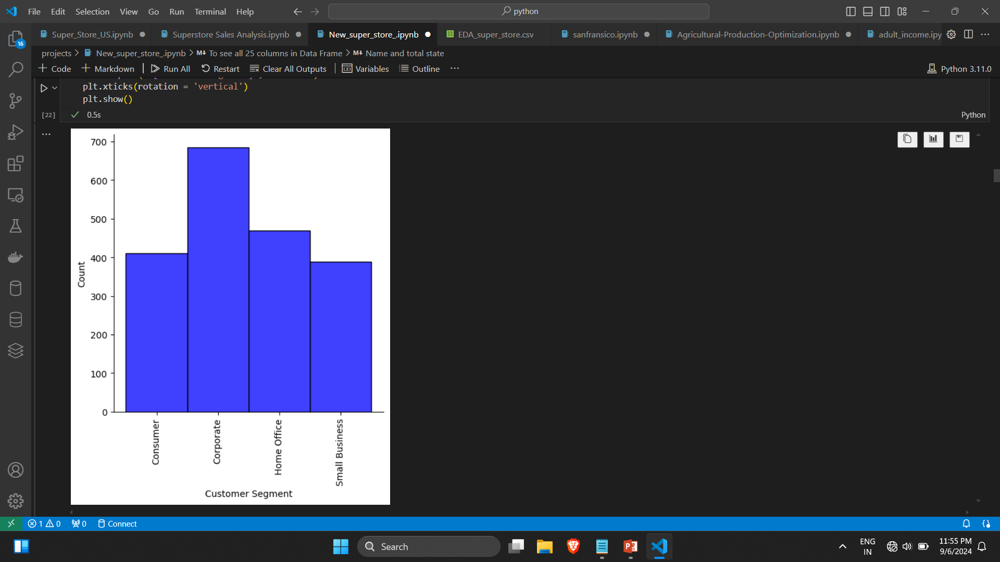 File Edit Selection View Go Run Terminal Help
python
Super_Store_US.ipynb Superstore Sales Analysis.ipynb New_super_store_.ipynb EDA_super_store.csv sanfransico.ipynb Agricultural-Production-Optimization.ipynb adult_income.ipy
projects > New_super_store_.ipynb > M↓ To see all 25 columns in Data Frame > M↓ Name and total state
+ Code + Markdown | Run All Restart Clear All Outputs | Variables Outline ... Python 3.11.0
plt.xticks(rotation = 'vertical')
plt.show()
[22] 0.5s Python
700
600
500
400
300
200
100
0
Count
Consumer
Corporate
Home Office
Small Business
Customer Segment
16
1 0 0 Connect
Search
ENG
IN
11:55 PM
9/6/2024